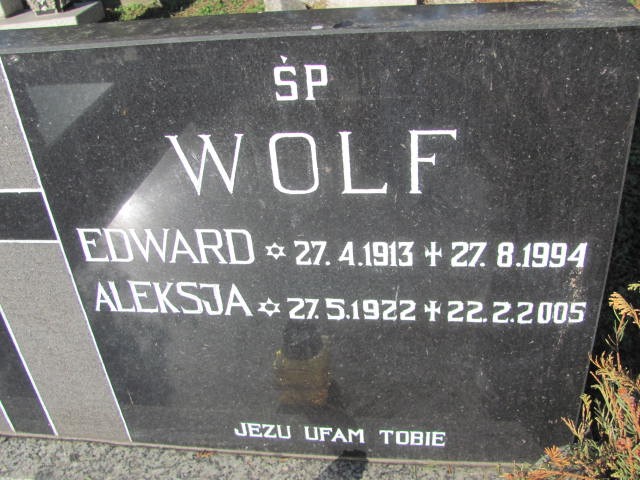 ŚP
WOLF
EDWARD ✡ 27. 4.1913 ✝ 27. 8.1994
ALEKSJA ✡ 27. 5.1922 ✝ 22. 2. 2005
JEZU UFAM TOBIE